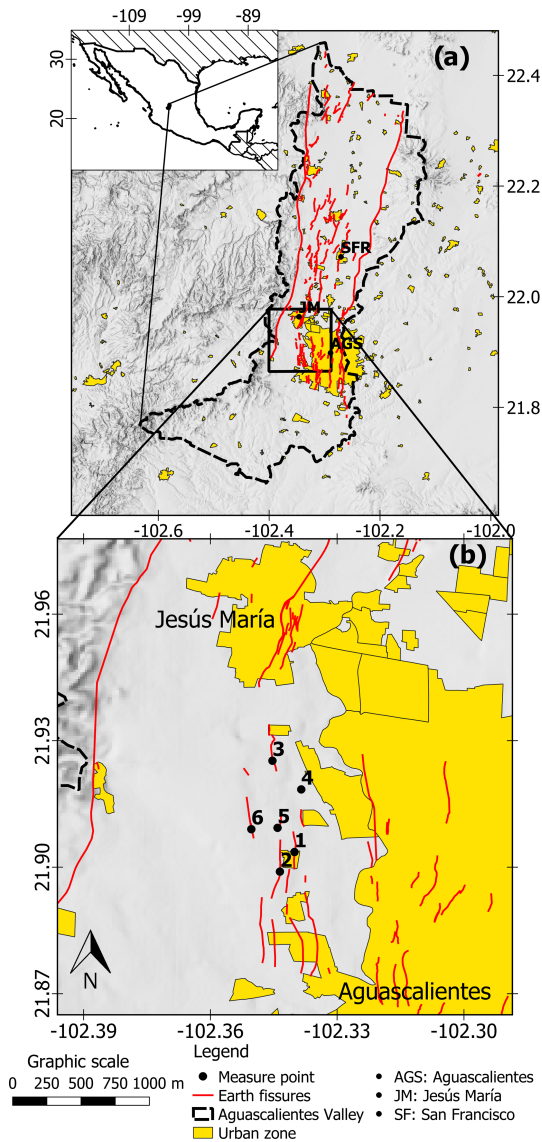 -109 -99 -89
30
20
(a)
22.4
22.2
22.0
21.8
SFR
JM
AGS
-102.6 -102.4 -102.2 -102.0
(b)
21.96
21.93
21.90
21.87
Jesús María
3
4
6 5
1
2
N
Aguascalientes
-102.39 -102.36 -102.33 -102.30
Graphic scale
0 250 500 750 1000 m
Legend
Measure point
Earth fissures
Aguascalientes Valley
Urban zone
AGS: Aguascalientes
JM: Jesús María
SF: San Francisco